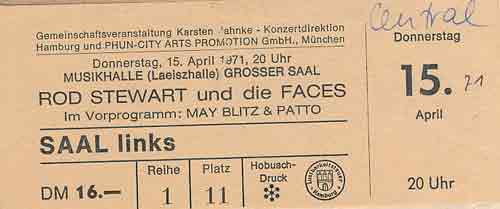 Gemeinschaftsveranstaltung Karsten Jahnke - Konzertdirektion
Hamburg und PHUN-CITY ARTS PROMOTION GmbH., München
Donnerstag, 15. April 1971, 20 Uhr
MUSIKHALLE (Laeiszhalle) GROSSER SAAL
ROD STEWART und die FACES
Im Vorprogramm: MAY BLITZ & PATTO
SAAL links
DM 16.—
Reihe
1
Platz
11
Hobusch-
Druck
Hamburg
Central
Donnerstag
15. 71
April
20 Uhr